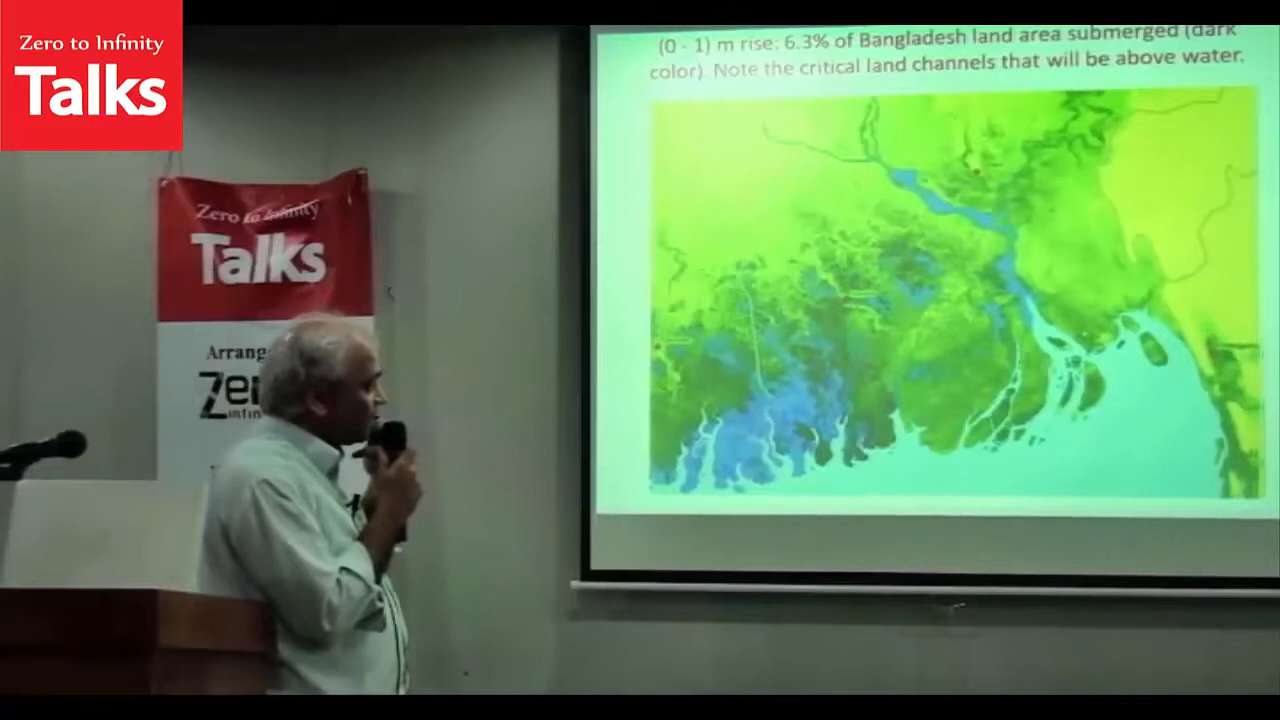 Zero to Infinity
Talks
(0 - 1) m rise: 6.3% of Bangladesh land area submerged (dark
color). Note the critical land channels that will be above water.
Zero to Infinity
Talks
Arrang
Zer
infin